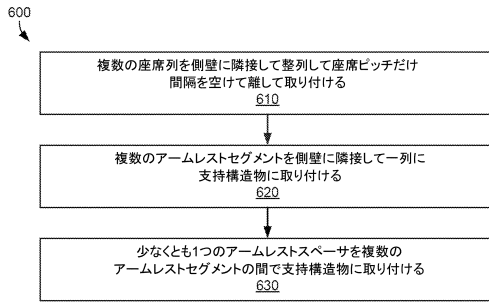 600
複数の座席列を側壁に隣接して整列して座席ピッチだけ
間隔を空けて離して取り付ける
610
複数のアームレストセグメントを側壁に隣接して一列に
支持構造物に取り付ける
620
少なくとも1つのアームレストスペーサを複数の
アームレストセグメントの間で支持構造物に取り付ける
630